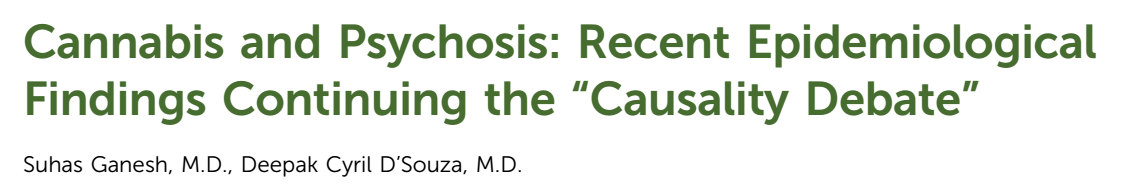 Cannabis and Psychosis: Recent Epidemiological
Findings Continuing the “Causality Debate”
Suhas Ganesh, M.D., Deepak Cyril D’Souza, M.D.